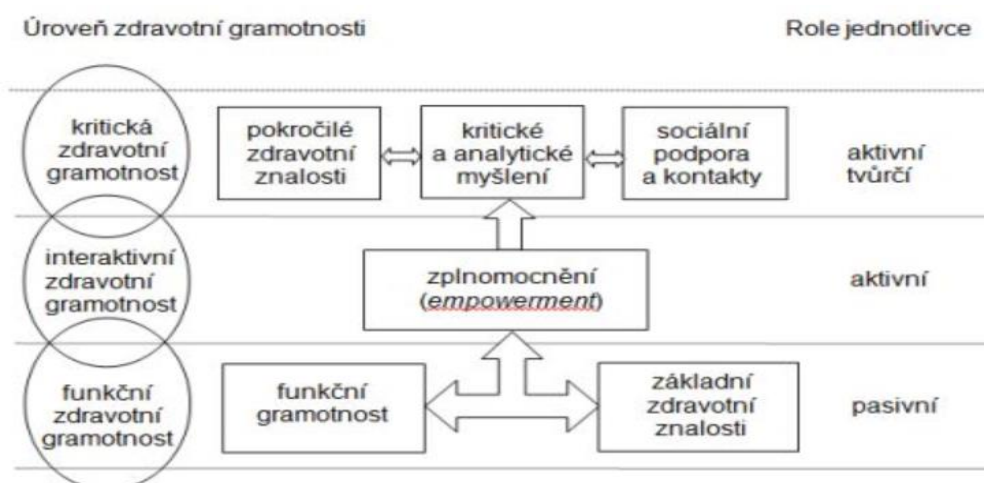 Úroveň zdravotní gramotnosti
Role jednotlivce
kritická
zdravotní
gramotnost
pokročilé
zdravotní
znalosti
kritické
a analytické
myšlení
sociální
podpora
a kontakty
aktivní
tvůrčí
interaktivní
zdravotní
gramotnost
zplnomocnění
(empowerment)
aktivní
funkční
zdravotní
gramotnost
funkční
gramotnost
základní
zdravotní
znalosti
pasivní